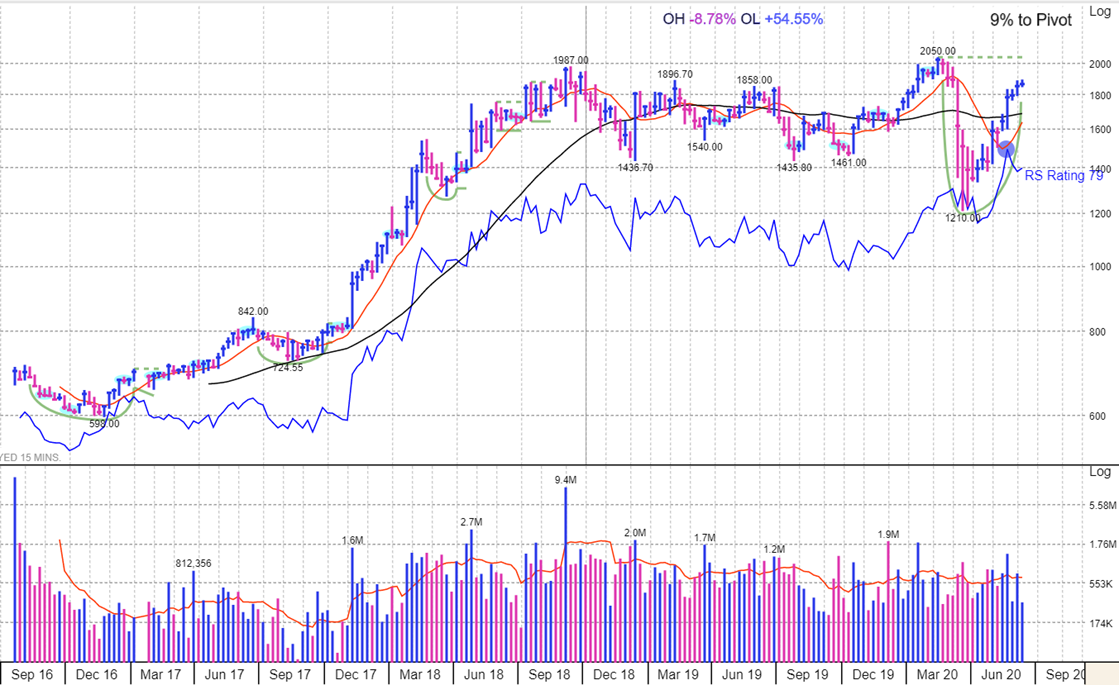 OH -8.78% OL +54.55%
9% to Pivot
Log
2050.00
1987.00
2000
1896.70
1858.00
1800
1600
1540.00
1436.70
1435.80
1461.00
1400
RS Rating 79
1210.00
1200
1000
842.00
800
724.55
600
598.00
YED 15 MINS.
Log
9.4M
5.58M
2.7M
2.0M
1.9M
1.7M
1.6M
1.2M
1.76M
812,356
553K
174K
Sep 16 Dec 16 Mar 17 Jun 17 Sep 17 Dec 17 Mar 18 Jun 18 Sep 18 Dec 18 Mar 19 Jun 19 Sep 19 Dec 19 Mar 20 Jun 20 Sep 20